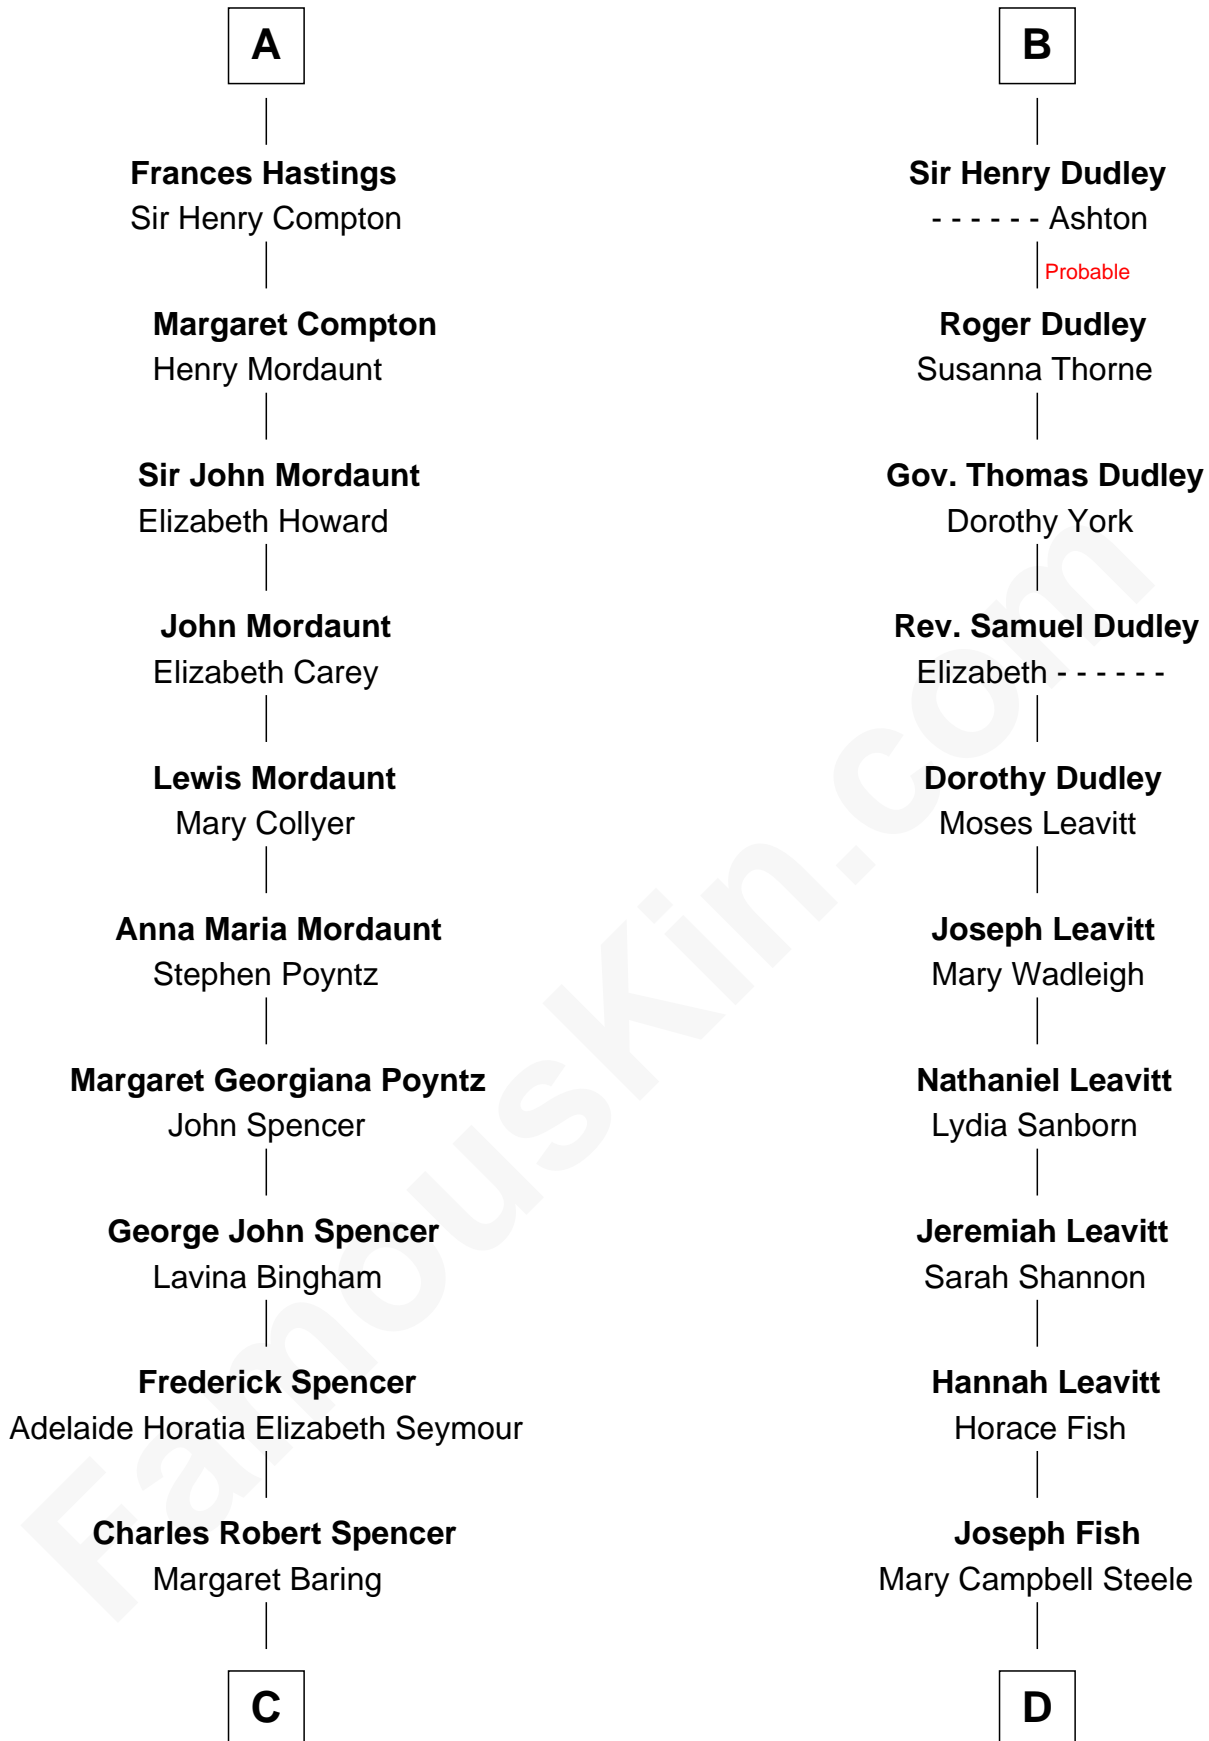 A
Frances Hastings
Sir Henry Compton
Margaret Compton
Henry Mordaunt
Sir John Mordaunt
Elizabeth Howard
John Mordaunt
Elizabeth Carey
Lewis Mordaunt
Mary Collyer
Anna Maria Mordaunt
Stephen Poyntz
Margaret Georgiana Poyntz
John Spencer
George John Spencer
Lavina Bingham
Frederick Spencer
Adelaide Horatia Elizabeth Seymour
Charles Robert Spencer
Margaret Baring
C
B
Sir Henry Dudley
- - - - - - Ashton
Probable
Roger Dudley
Susanna Thorne
Gov. Thomas Dudley
Dorothy York
Rev. Samuel Dudley
Elizabeth - - - - - -
Dorothy Dudley
Moses Leavitt
Joseph Leavitt
Mary Wadleigh
Nathaniel Leavitt
Lydia Sanborn
Jeremiah Leavitt
Sarah Shannon
Hannah Leavitt
Horace Fish
Joseph Fish
Mary Campbell Steele
D
FamousKin.com